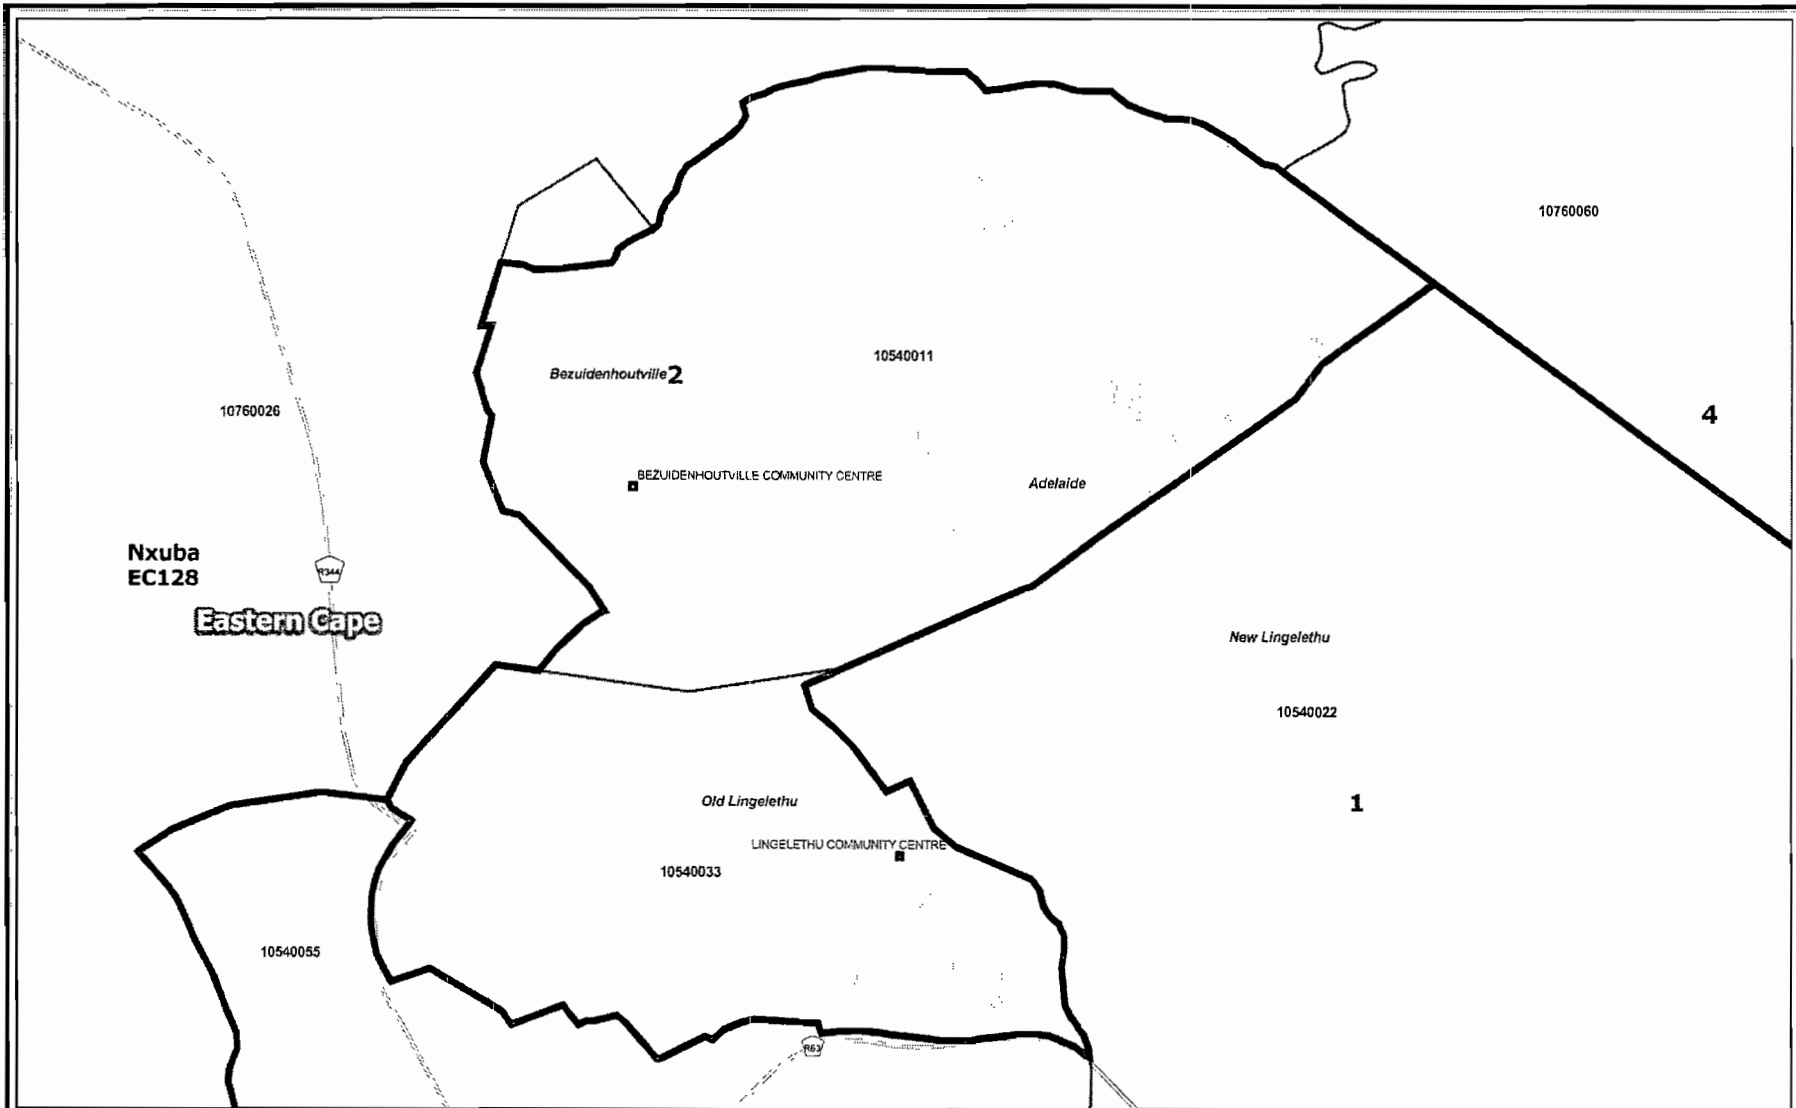 10760060
10540011
Bezuidenhoutville 2
10760026
4
BEZUIDENHOUTVILLE COMMUNITY CENTRE
Adelaide
Nxuba
EC128
R344
Eastern Cape
New Lingelethu
10540022
Old Lingelethu
1
LINGELETHU COMMUNITY CENTRE
10540033
10540055
R63